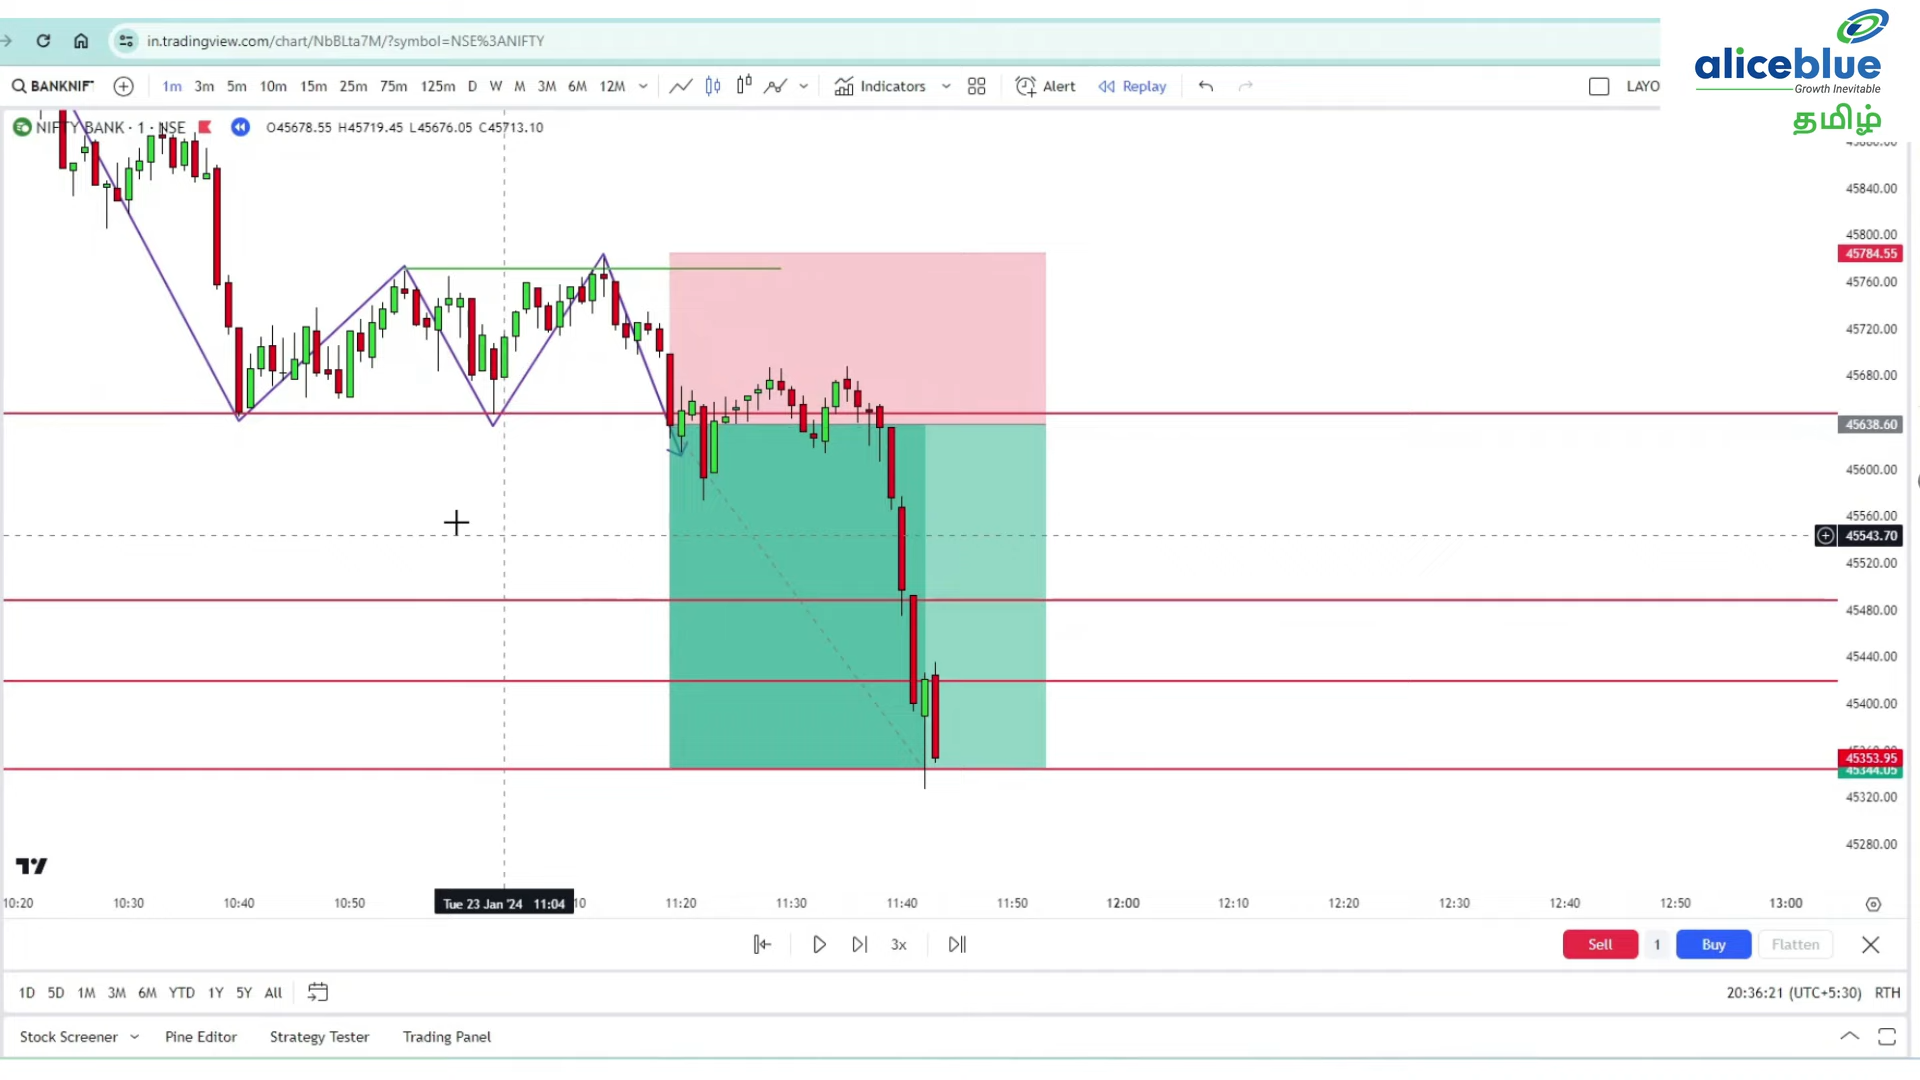 in.tradingview.com/chart/NbBLta7M/?symbol=NSE%3ANIFTY
aliceblue
Growth Inevitable
தமிழ்
BANKNIF
1m 3m 5m 10m 15m 25m 75m 125m D W M 3M 6M 12M Indicators Alert Replay LAYO
NIFTY BANK · 1 · NSE O45678.55 H45719.45 L45676.05 C45713.10
45840.00
45800.00
45784.55
45760.00
45720.00
45680.00
45638.60
45600.00
45560.00
45543.70
45520.00
45480.00
45440.00
45400.00
45353.95
45344.05
45320.00
45280.00
10:20 10:30 10:40 10:50 Tue 23 Jan '24 11:04 :10 11:20 11:30 11:40 11:50 12:00 12:10 12:20 12:30 12:40 12:50 13:00
3x Sell 1 Buy Flatten
1D 5D 1M 3M 6M YTD 1Y 5Y All 20:36:21 (UTC+5:30) RTH
Stock Screener Pine Editor Strategy Tester Trading Panel